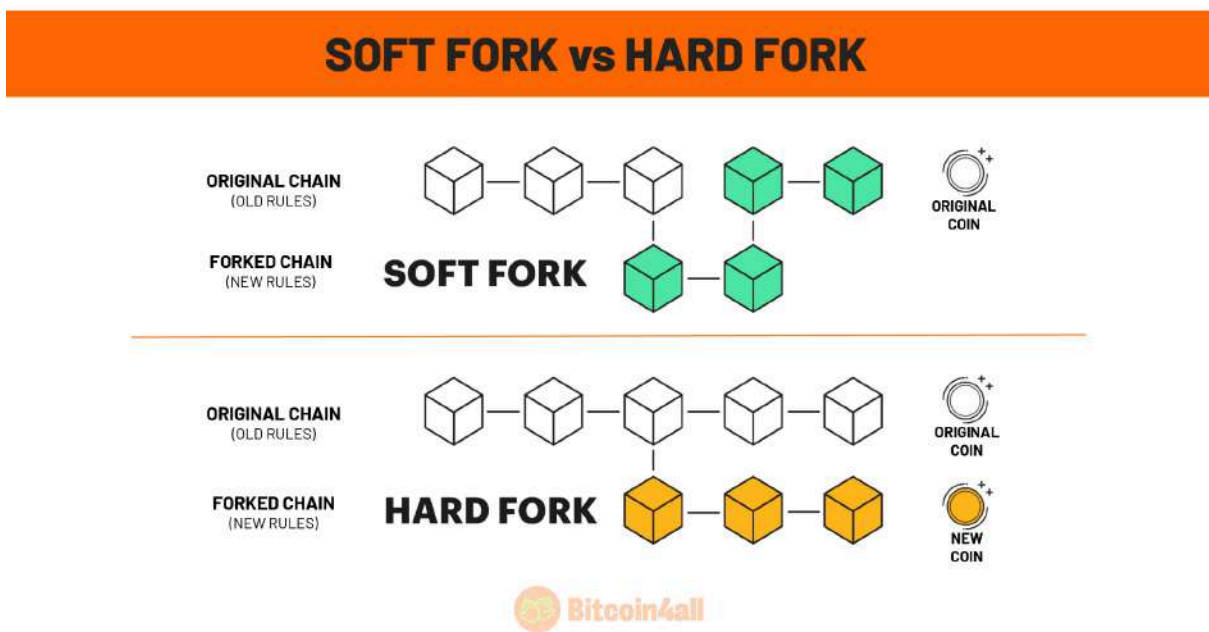 SOFT FORK vs HARD FORK
ORIGINAL CHAIN
(OLD RULES)
ORIGINAL
COIN
FORKED CHAIN
(NEW RULES)
SOFT FORK
ORIGINAL CHAIN
(OLD RULES)
ORIGINAL
COIN
FORKED CHAIN
(NEW RULES)
HARD FORK
NEW
COIN
Bitcoin4all